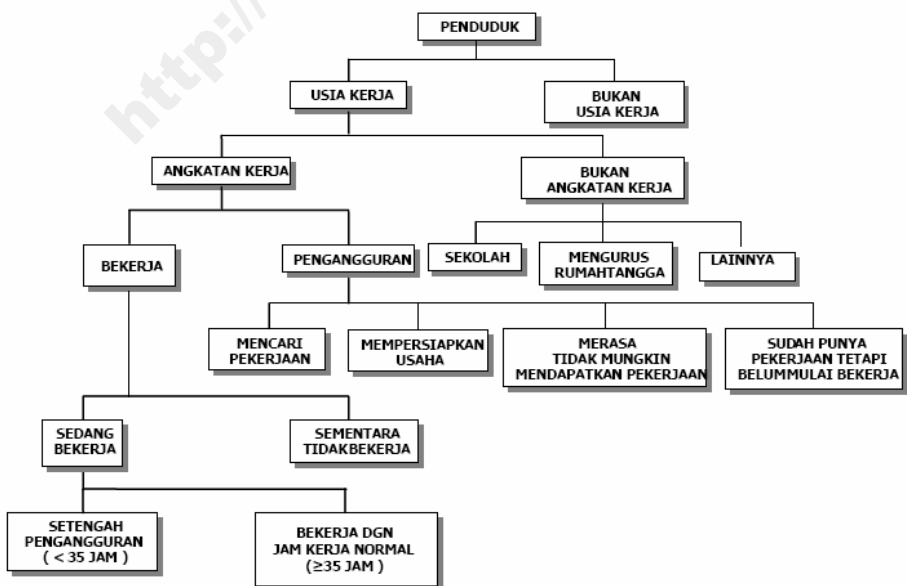 http://
PENDUDUK
USIA KERJA
BUKAN
USIA KERJA
ANGKATAN KERJA
BUKAN
ANGKATAN KERJA
BEKERJA
PENGANGGURAN
SEKOLAH
MENGURUS
RUMAHTANGGA
LAINNYA
MENCARI
PEKERJAAN
MEMPERSIAPKAN
USAHA
MERASA
TIDAK MUNGKIN
MENDAPATKAN PEKERJAAN
SUDAH PUNYA
PEKERJAAN TETAPI
BELUMMULAI BEKERJA
SEDANG
BEKERJA
SEMENTARA
TIDAKBEKERJA
SETENGAH
PENGANGGURAN
( < 35 JAM )
BEKERJA DGN
JAM KERJA NORMAL
(≥35 JAM )